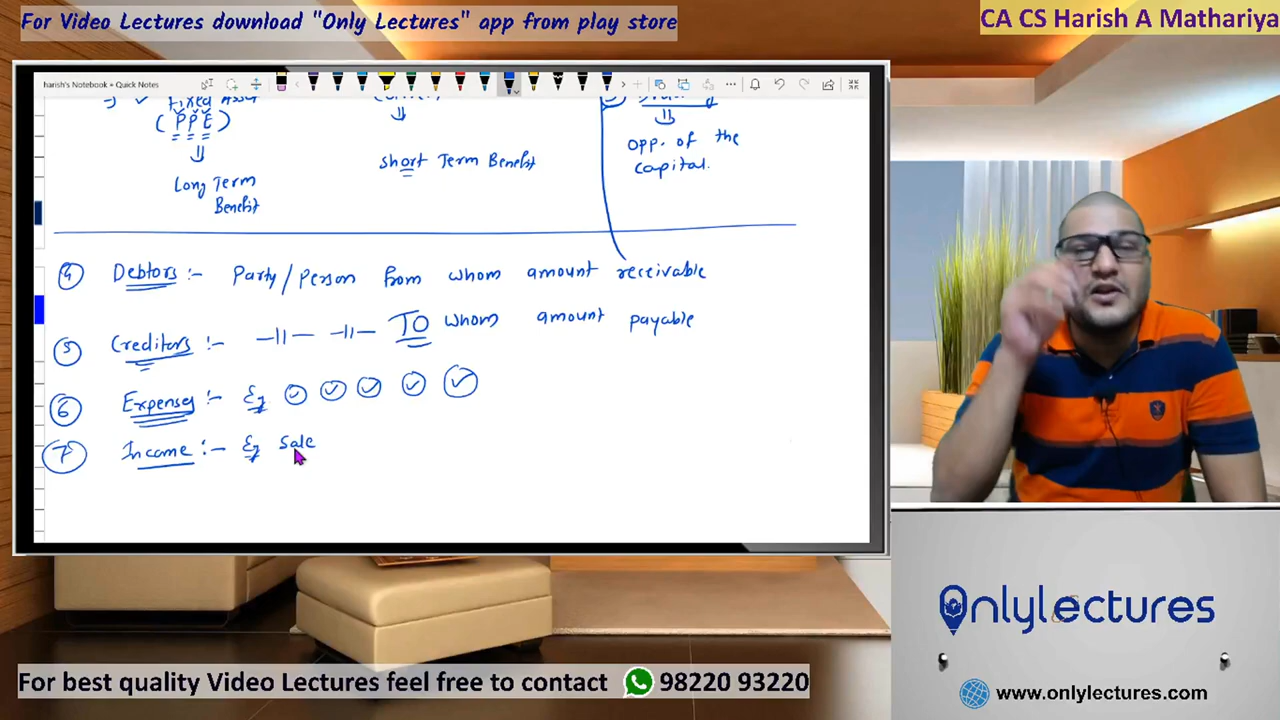 For Video Lectures download "Only Lectures" app from play store
CA CS Harish A Mathariya
harish's Notebook • Quick Notes
Fixed Asset
(PPE)
Long Term
Benefit
Short Term Benefit
opp. of the
capital.
4 Debtors :- Party/person from whom amount receivable
5 Creditors :- -||- -||- TO whom amount payable
6 Expenses :- Eg
7 Income :- Eg Sale
Onlylectures
For best quality Video Lectures feel free to contact 98220 93220
www.onlylectures.com